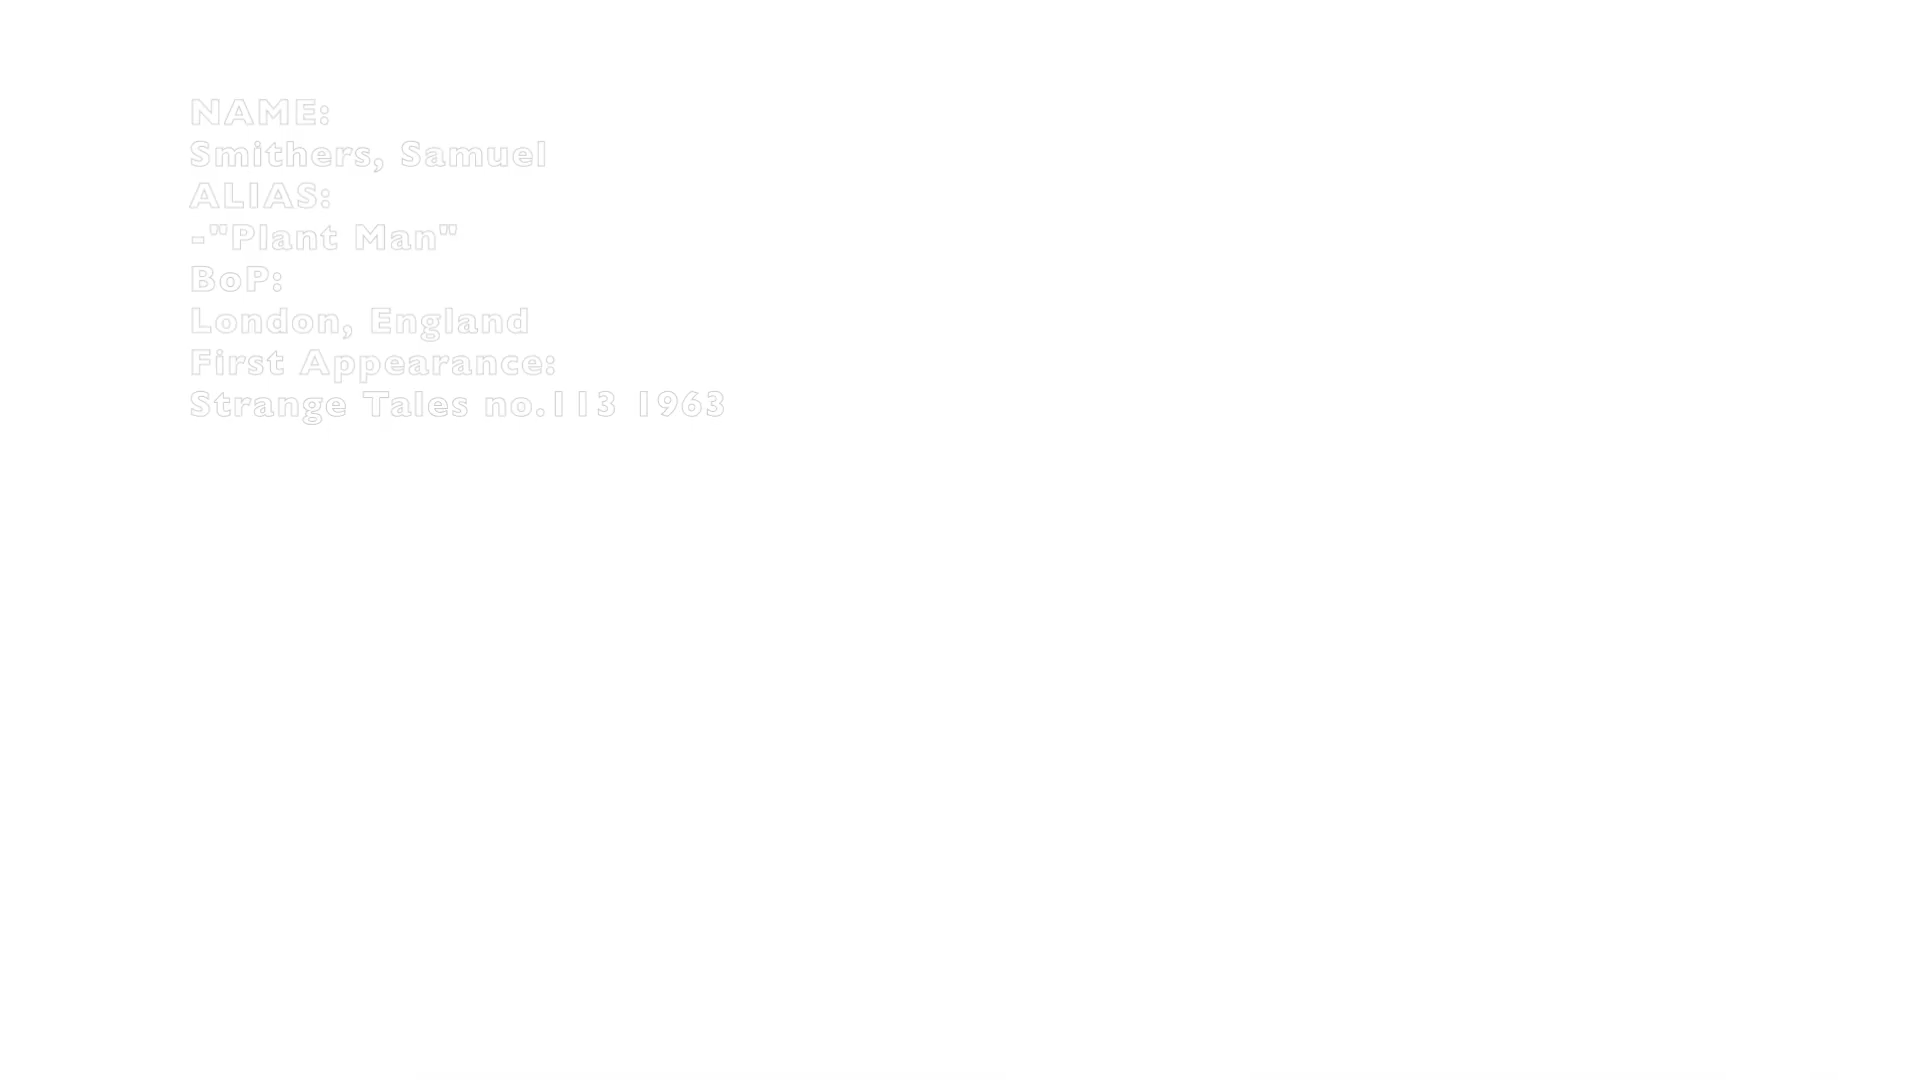 NAME:
Smithers, Samuel
ALIAS:
-"Plant Man"
BoP:
London, England
First Appearance:
Strange Tales no.113 1963